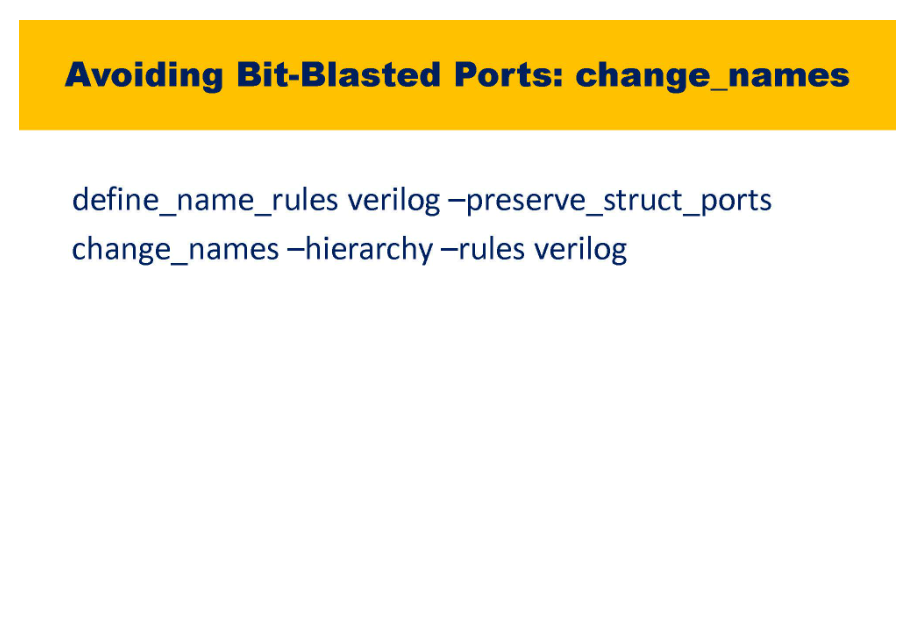 Avoiding Bit-Blasted Ports: change_names
define_name_rules verilog –preserve_struct_ports
change_names –hierarchy –rules verilog